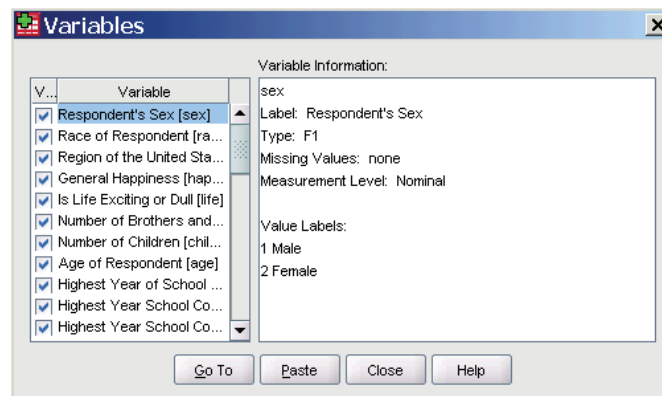 Variables
Variable Information:
V... Variable
Respondent's Sex [sex]
Race of Respondent [ra...
Region of the United Sta...
General Happiness [hap...
Is Life Exciting or Dull [life]
Number of Brothers and...
Number of Children [chil...
Age of Respondent [age]
Highest Year of School ...
Highest Year School Co...
Highest Year School Co...
sex
Label: Respondent's Sex
Type: F1
Missing Values: none
Measurement Level: Nominal
Value Labels:
1 Male
2 Female
Go To Paste Close Help